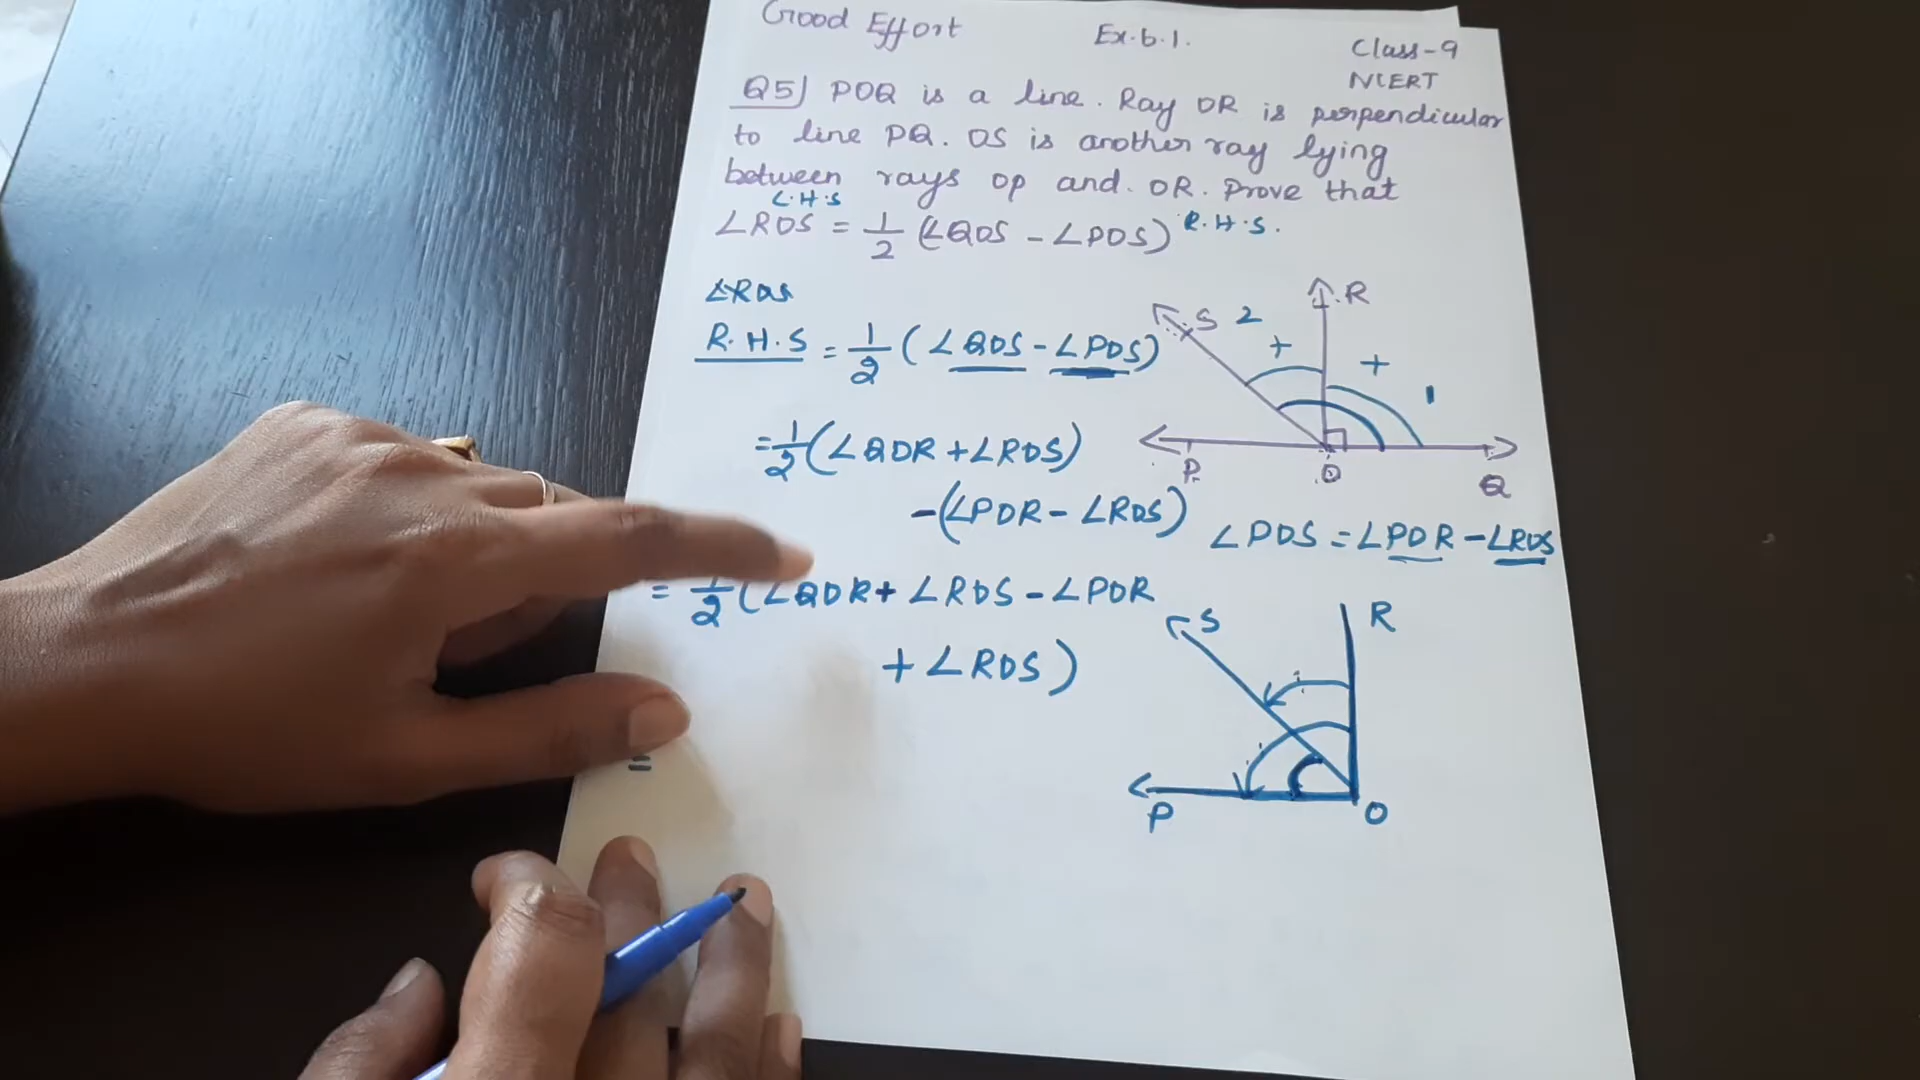 Good Effort Ex.6.1. Class-9
NCERT
Q5) POQ is a line. Ray OR is perpendicular
to line PQ. OS is another ray lying
between rays OP and OR. Prove that
L.H.S
∠ROS = 1/2 (∠QOS - ∠POS) R.H.S.
∠ROS
R.H.S = 1/2 (∠QOS - ∠POS)
= 1/2 (∠QOR + ∠ROS)
- (∠POR - ∠ROS)
= 1/2 (∠QOR + ∠ROS - ∠POR
+ ∠ROS)
=
R
S 2
+ +
1
P O Q
∠POS = ∠POR - ∠ROS
S R
P O